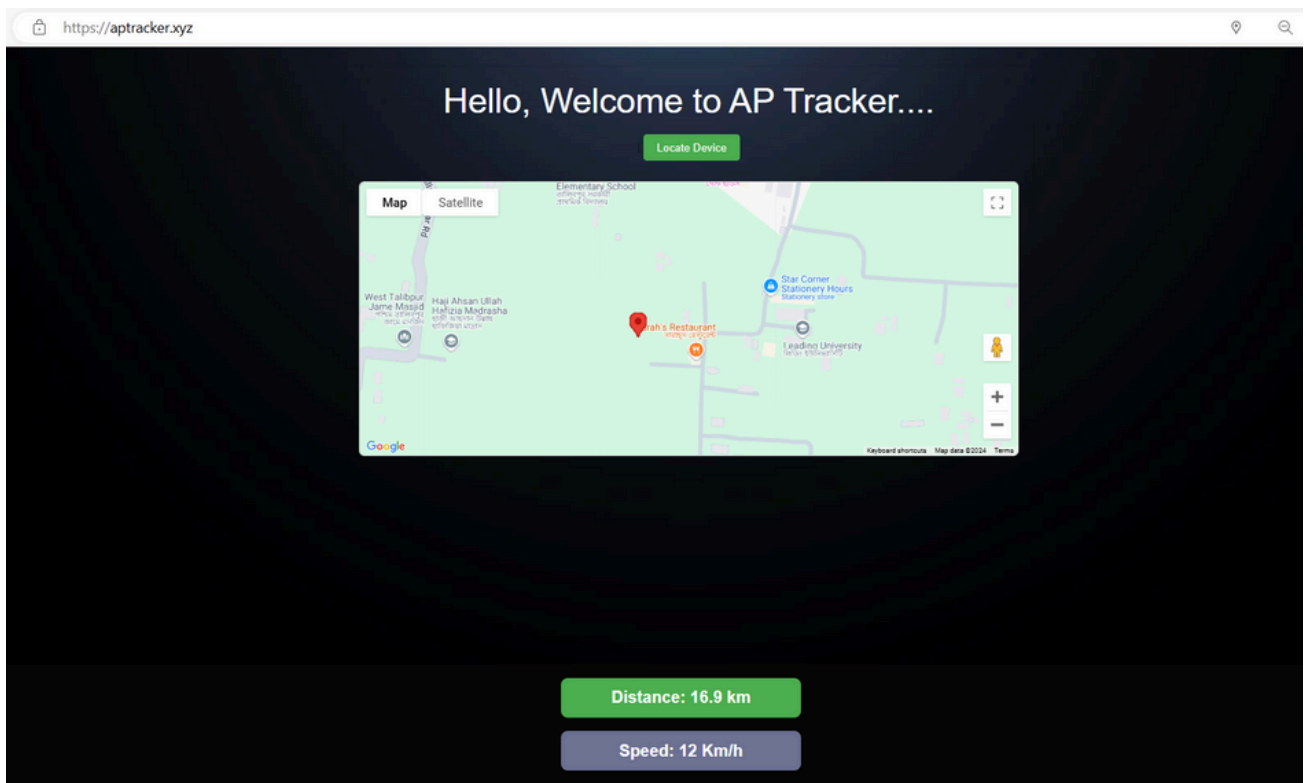 https://aptracker.xyz
Hello, Welcome to AP Tracker....
Locate Device
Map
Satellite
Elementary School
Star Corner
Stationery Hours
Stationery store
West Talibpur
Jame Masjid
Haji Ahsan Ullah
Hafizia Madrasha
rah's Restaurant
Leading University
Google
Keyboard shortcuts
Map data ©2024
Terms
Distance: 16.9 km
Speed: 12 Km/h